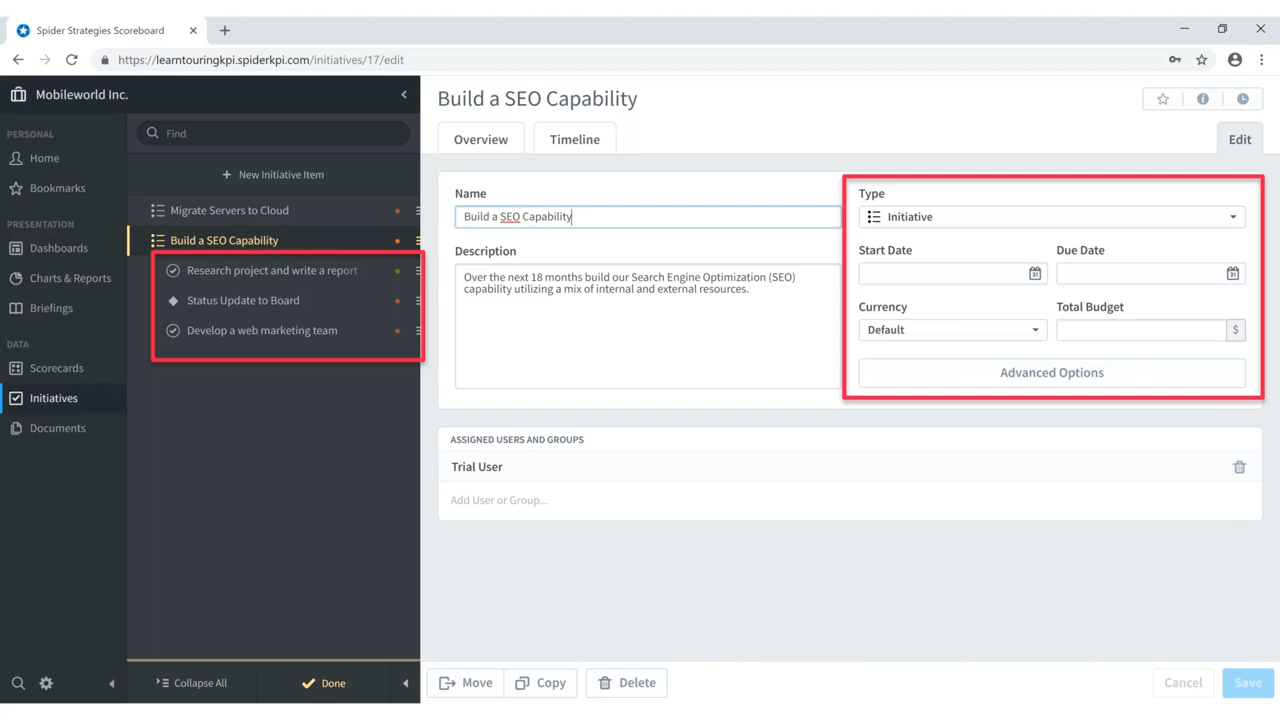 Spider Strategies Scoreboard
https://learntouringkpi.spiderkpi.com/initiatives/17/edit
Mobileworld Inc.
PERSONAL
Home
Bookmarks
PRESENTATION
Dashboards
Charts & Reports
Briefings
DATA
Scorecards
Initiatives
Documents
Find
New Initiative Item
Migrate Servers to Cloud
Build a SEO Capability
Research project and write a report
Status Update to Board
Develop a web marketing team
Collapse All
Done
Build a SEO Capability
Overview
Timeline
Edit
Name
Build a SEO Capability
Description
Over the next 18 months build our Search Engine Optimization (SEO)
capability utilizing a mix of internal and external resources.
Type
Initiative
Start Date
Due Date
31
31
Currency
Total Budget
Default
$
Advanced Options
ASSIGNED USERS AND GROUPS
Trial User
Add User or Group...
Move
Copy
Delete
Cancel
Save